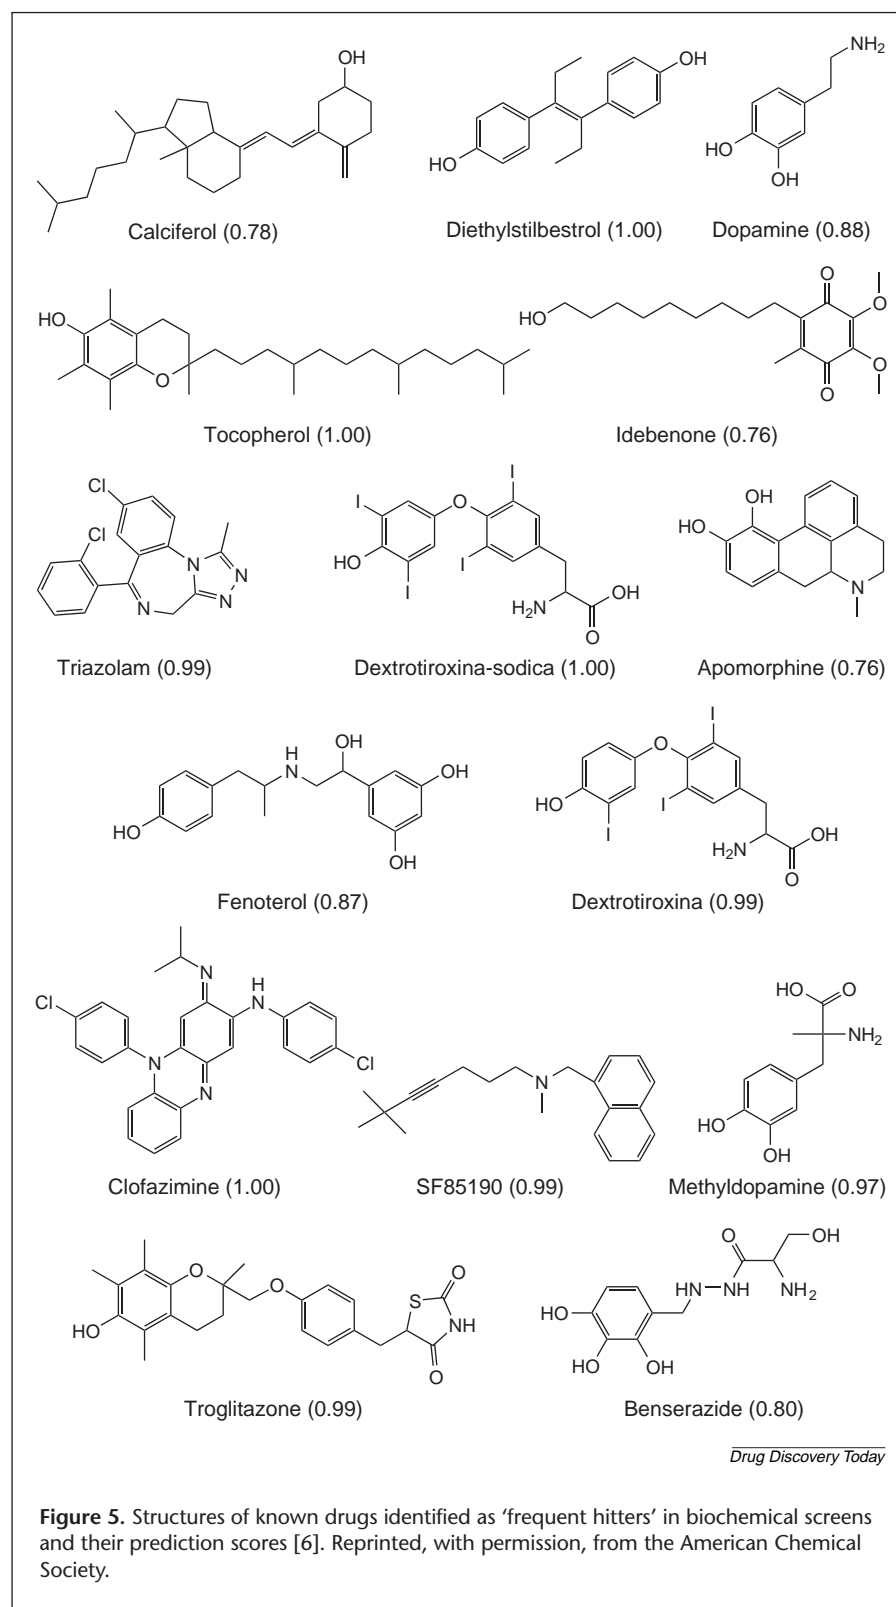 OH
OH
NH2
HO
HO
OH
Calciferol (0.78)
Diethylstilbestrol (1.00)
Dopamine (0.88)
HO
O
HO
O
O
O
O
Tocopherol (1.00)
Idebenone (0.76)
Cl
Cl
N
N
N
N
I
O
I
HO
I
I
H2N
OH
O
OH
HO
N
Triazolam (0.99)
Dextrotiroxina-sodica (1.00)
Apomorphine (0.76)
H
N
OH
OH
HO
OH
I
O
HO
I
I
H2N
OH
O
Fenoterol (0.87)
Dextrotiroxina (0.99)
N
H
N
Cl
Cl
N
N
N
HO
O
NH2
HO
OH
Clofazimine (1.00)
SF85190 (0.99)
Methyldopamine (0.97)
O
O
HO
S
O
NH
O
O
OH
NH
NH
NH2
HO
HO
OH
Troglitazone (0.99)
Benserazide (0.80)
Drug Discovery Today
Figure 5. Structures of known drugs identified as ‘frequent hitters’ in biochemical screens
and their prediction scores [6]. Reprinted, with permission, from the American Chemical
Society.